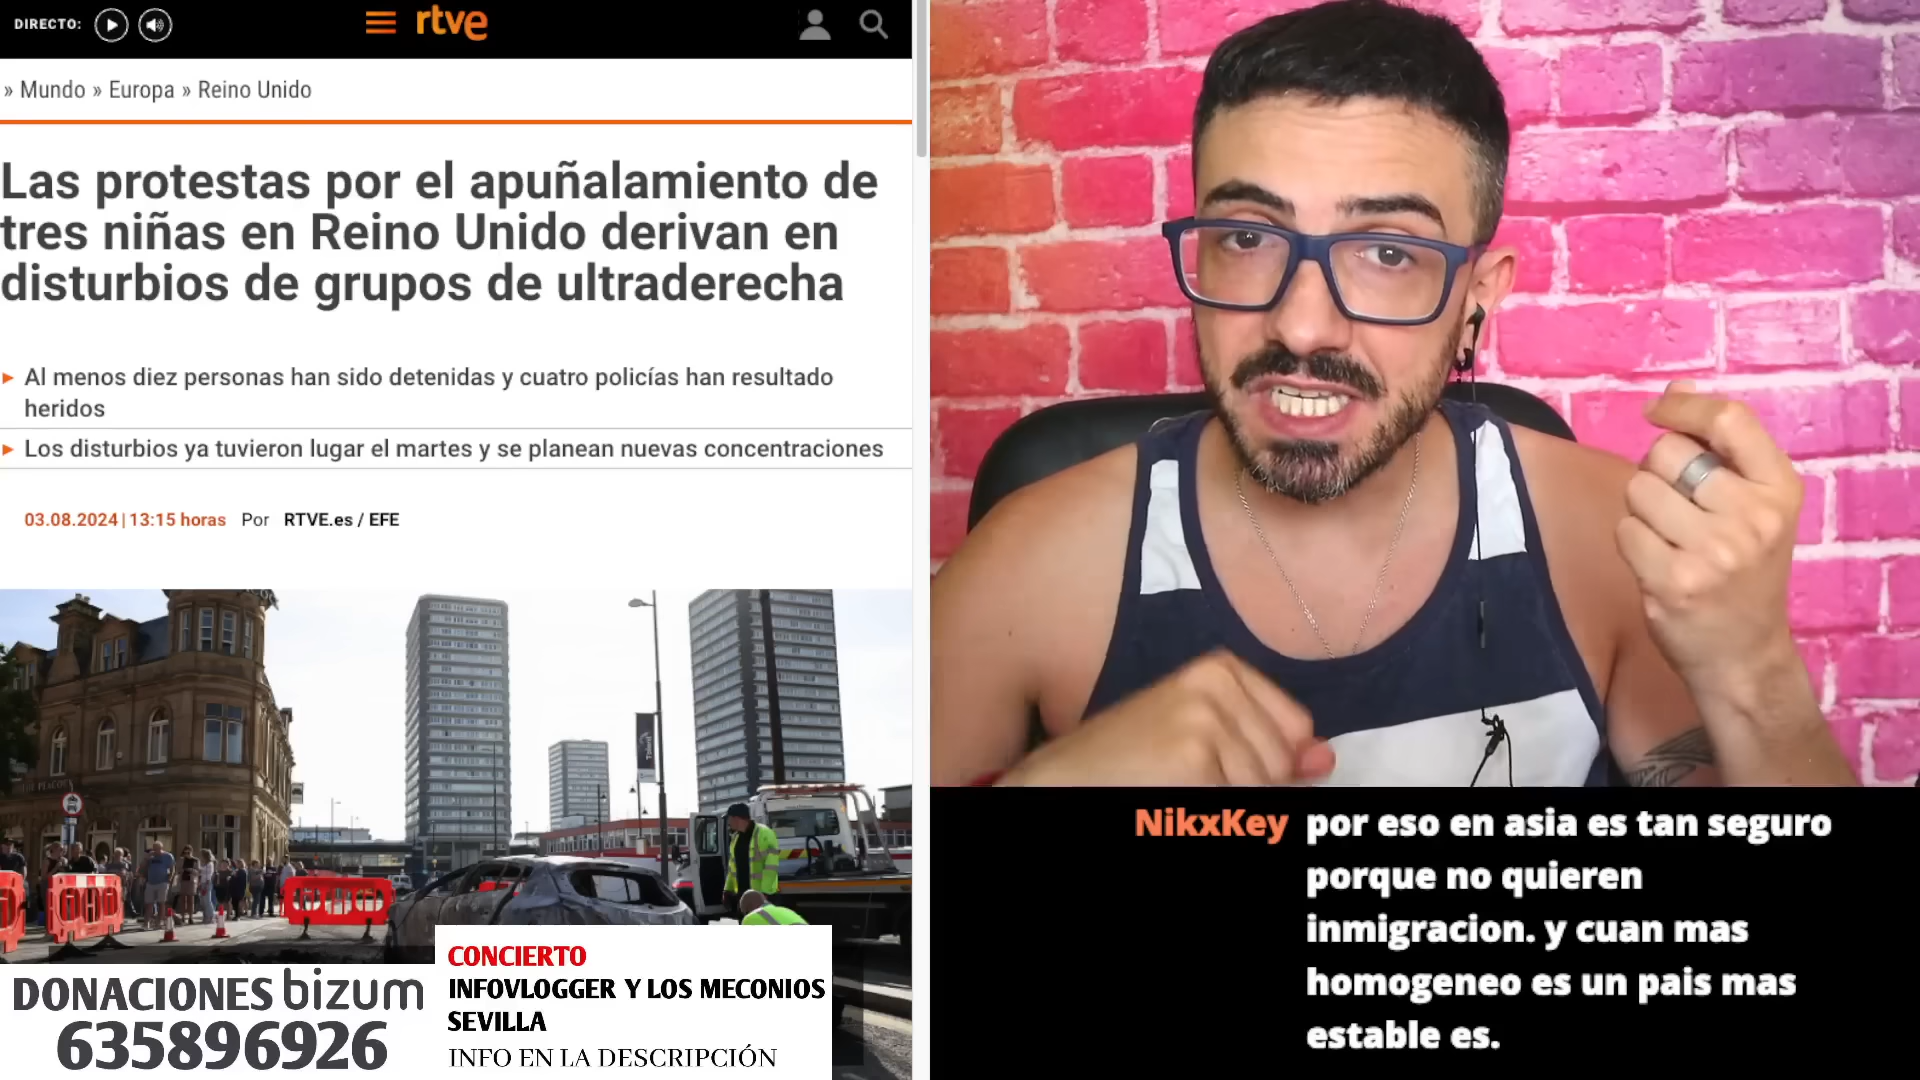 DIRECTO:
rtve
» Mundo » Europa » Reino Unido
Las protestas por el apuñalamiento de
tres niñas en Reino Unido derivan en
disturbios de grupos de ultraderecha
Al menos diez personas han sido detenidas y cuatro policías han resultado
heridos
Los disturbios ya tuvieron lugar el martes y se planean nuevas concentraciones
03.08.2024 | 13:15 horas Por RTVE.es / EFE
DONACIONES bizum
635896926
CONCIERTO
INFOVLOGGER Y LOS MECONIOS
SEVILLA
INFO EN LA DESCRIPCIÓN
NikxKey por eso en asia es tan seguro
porque no quieren
inmigracion. y cuan mas
homogeneo es un pais mas
estable es.